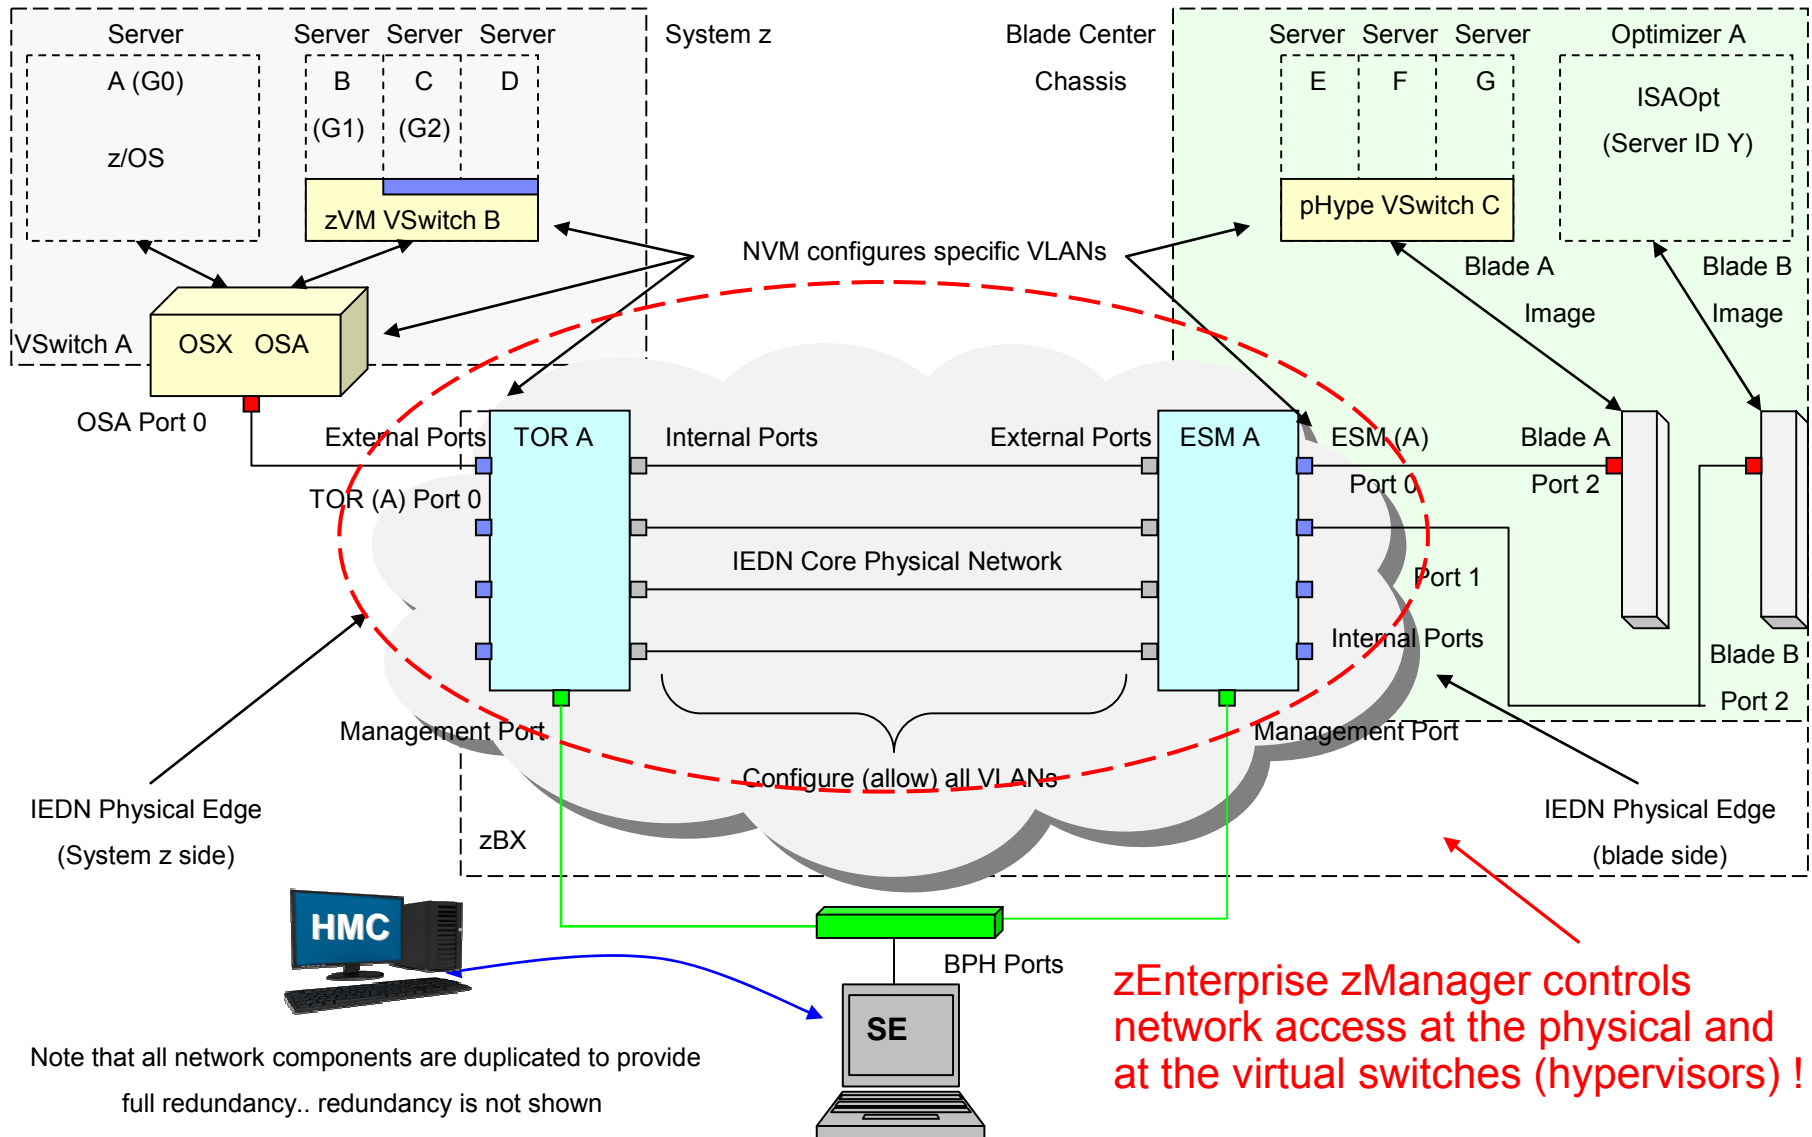 Server
Server
Server
Server
System z
Blade Center
Chassis
Server
Server
Server
Optimizer A
A (G0)
z/OS
B
(G1)
C
(G2)
D
E
F
G
ISAOpt
(Server ID Y)
zVM VSwitch B
pHype VSwitch C
NVM configures specific VLANs
Blade A
Image
Blade B
Image
VSwitch A
OSX OSA
OSA Port 0
External Ports
TOR A
Internal Ports
External Ports
ESM A
ESM (A)
Port 0
Blade A
Port 2
TOR (A) Port 0
IEDN Core Physical Network
Port 1
Internal Ports
Blade B
Port 2
Management Port
Management Port
Configure (allow) all VLANs
IEDN Physical Edge
(System z side)
zBX
IEDN Physical Edge
(blade side)
HMC
BPH Ports
SE
zEnterprise zManager controls
network access at the physical and
at the virtual switches (hypervisors) !
Note that all network components are duplicated to provide
full redundancy.. redundancy is not shown